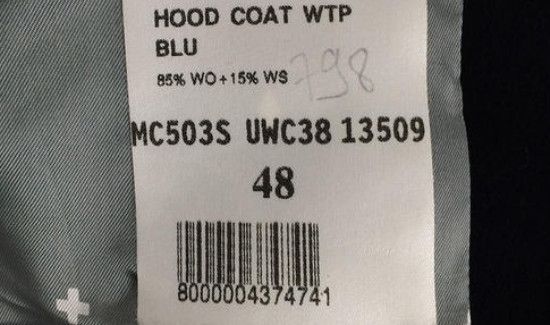 HOOD COAT WTP
BLU
85% WO+15% WS
798
MC503S UWC38 13509
48
8000004374741